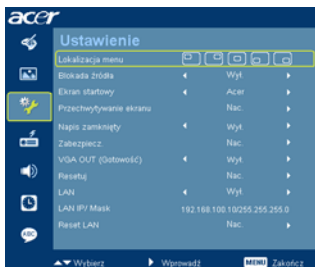 acer
Ustawienie
Lokalizacja menu
Blokada źródła Wył.
Ekran startowy Acer
Przechwytywanie ekranu Nac.
Napis zamknięty Wył.
Zabezpiecz. Nac.
VGA OUT (Gotowość) Wył.
Resetuj Nac.
LAN Wył.
LAN IP/ Mask 192.168.100.10/255.255.255.0
Reset LAN Nac.
ABC
Wybierz Wprowadź MENU Zakończ